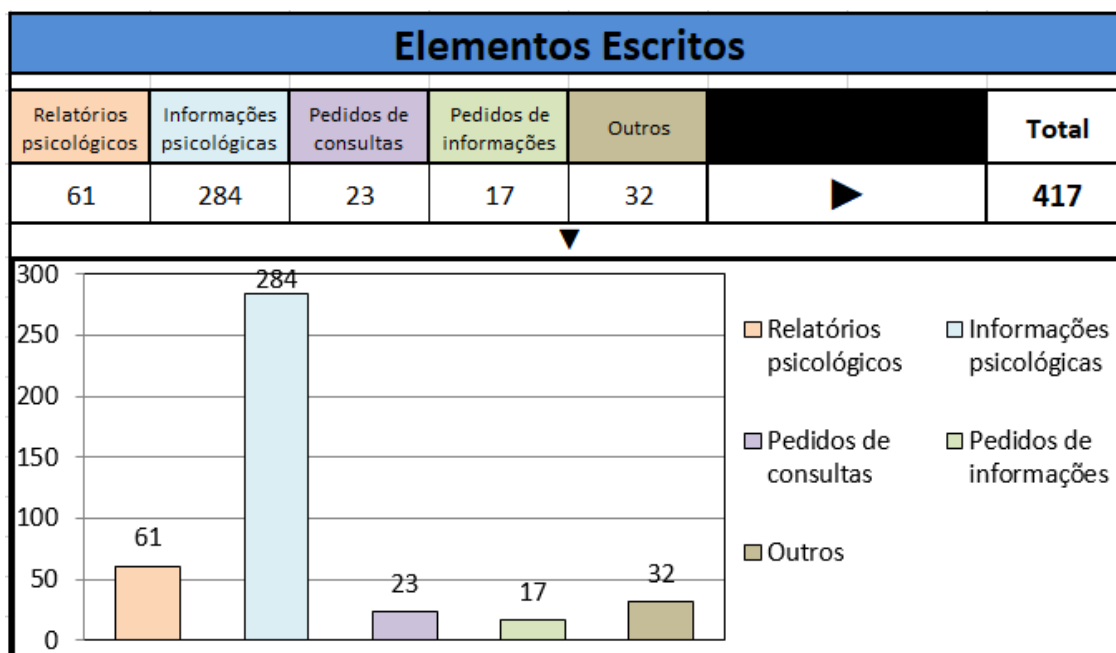 Elementos Escritos
Relatórios psicológicos
Informações psicológicas
Pedidos de consultas
Pedidos de informações
Outros
Total
61
284
23
17
32
417
300
250
200
150
100
50
0
61
284
23
17
32
Relatórios
psicológicos
Informações
psicológicas
Pedidos de
consultas
Pedidos de
informações
Outros